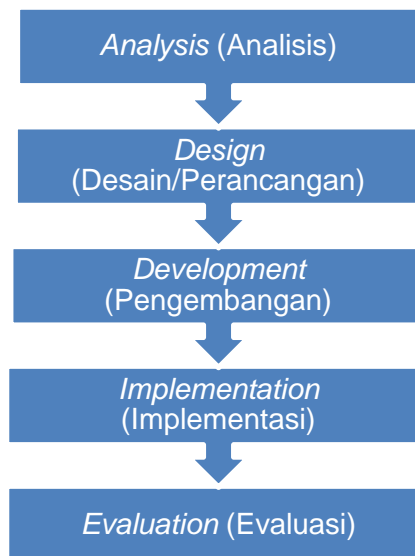 Analysis (Analisis)
Design
(Desain/Perancangan)
Development
(Pengembangan)
Implementation
(Implementasi)
Evaluation (Evaluasi)